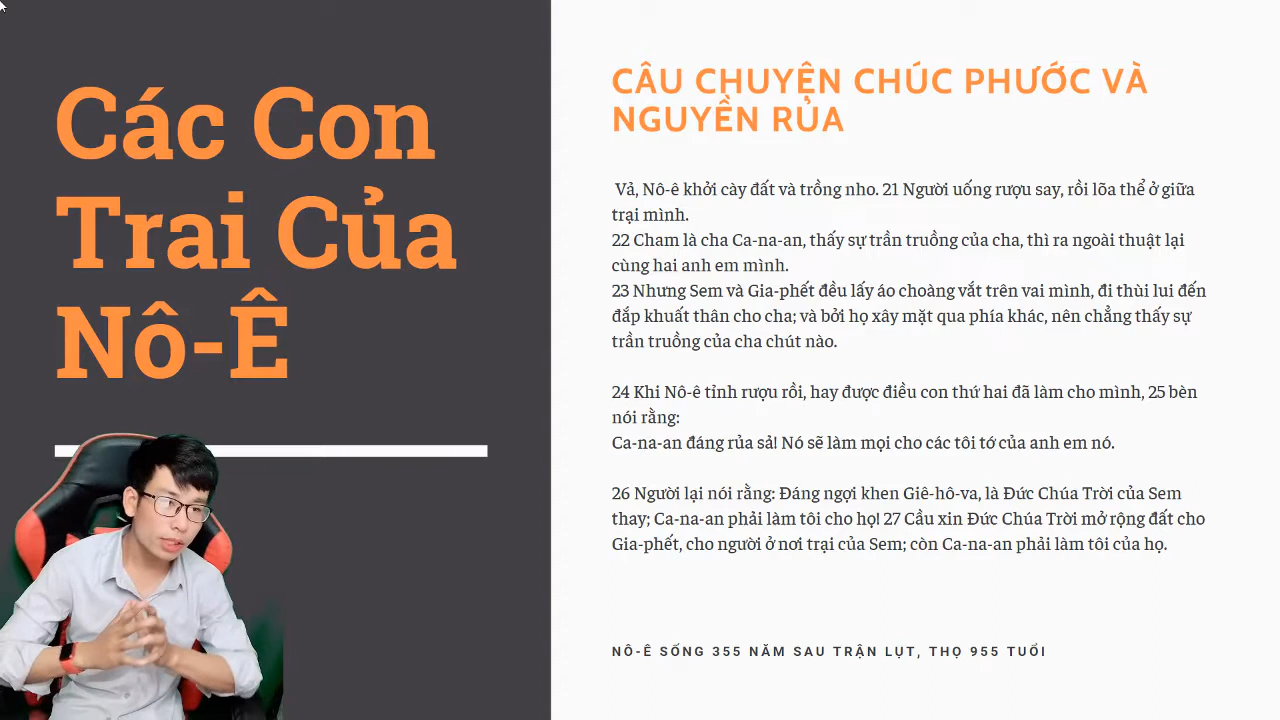 Các Con
Trai Của
Nô-Ê
CÂU CHUYỆN CHÚC PHƯỚC VÀ
NGUYỀN RỦA
Vả, Nô-ê khởi cày đất và trồng nho. 21 Người uống rượu say, rồi lõa thể ở giữa
trại mình.
22 Cham là cha Ca-na-an, thấy sự trần truồng của cha, thì ra ngoài thuật lại
cùng hai anh em mình.
23 Nhưng Sem và Gia-phết đều lấy áo choàng vắt trên vai mình, đi thùi lui đến
đắp khuất thân cho cha; và bởi họ xây mặt qua phía khác, nên chẳng thấy sự
trần truồng của cha chút nào.
24 Khi Nô-ê tỉnh rượu rồi, hay được điều con thứ hai đã làm cho mình, 25 bèn
nói rằng:
Ca-na-an đáng rủa sả! Nó sẽ làm mọi cho các tôi tớ của anh em nó.
26 Người lại nói rằng: Đáng ngợi khen Giê-hô-va, là Đức Chúa Trời của Sem
thay; Ca-na-an phải làm tôi cho họ! 27 Cầu xin Đức Chúa Trời mở rộng đất cho
Gia-phết, cho người ở nơi trại của Sem; còn Ca-na-an phải làm tôi của họ.
NÔ-Ê SỐNG 355 NĂM SAU TRẬN LỤT, THỌ 955 TUỔI